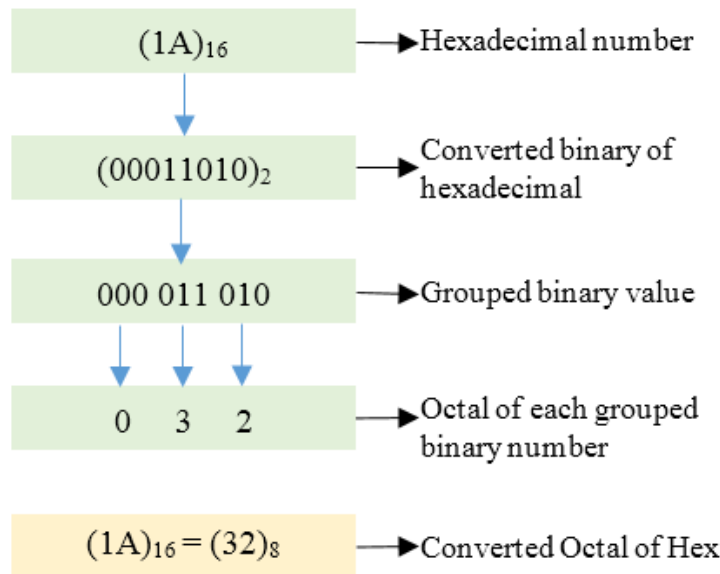 (1A)₁₆
Hexadecimal number
(00011010)₂
Converted binary of
hexadecimal
000 011 010
Grouped binary value
0 3 2
Octal of each grouped
binary number
(1A)₁₆ = (32)₈
Converted Octal of Hex